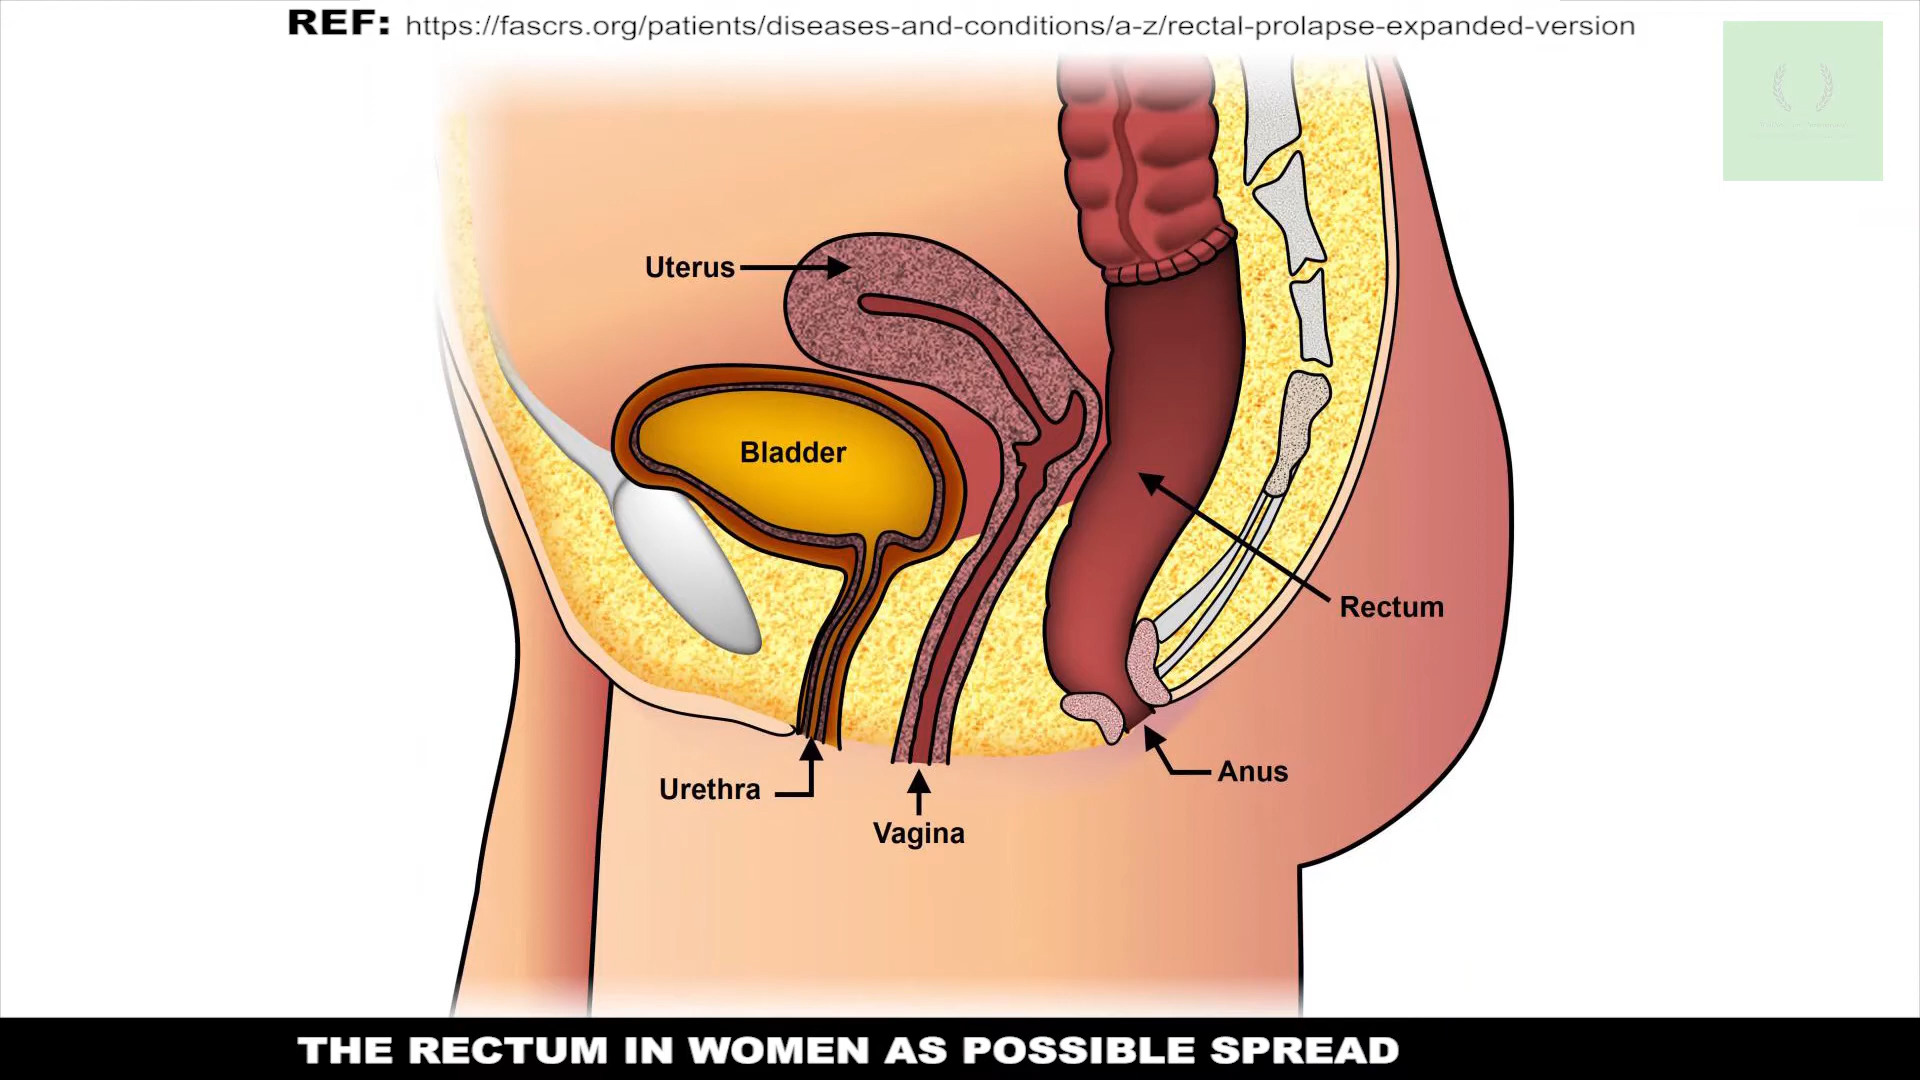 REF: https://fascrs.org/patients/diseases-and-conditions/a-z/rectal-prolapse-expanded-version
Uterus
Bladder
Rectum
Anus
Urethra
Vagina
THE RECTUM IN WOMEN AS POSSIBLE SPREAD